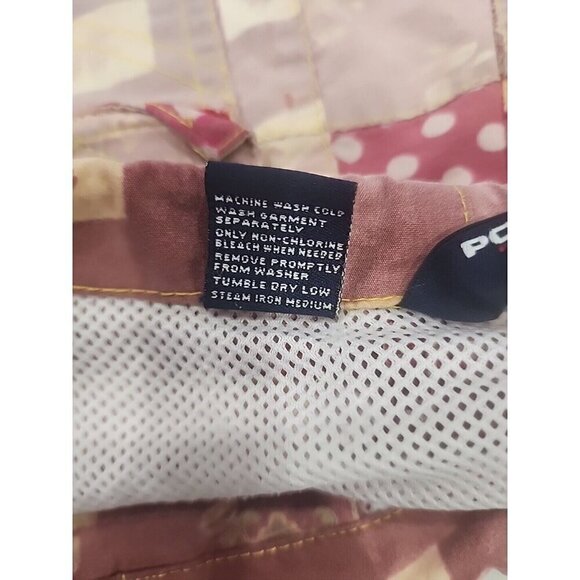 MACHINE WASH COLD
WASH GARMENT
SEPARATELY
ONLY NON-CHLORINE
BLEACH WHEN NEEDED
REMOVE PROMPTLY
FROM WASHER
TUMBLE DRY LOW
STEAM IRON MEDIUM